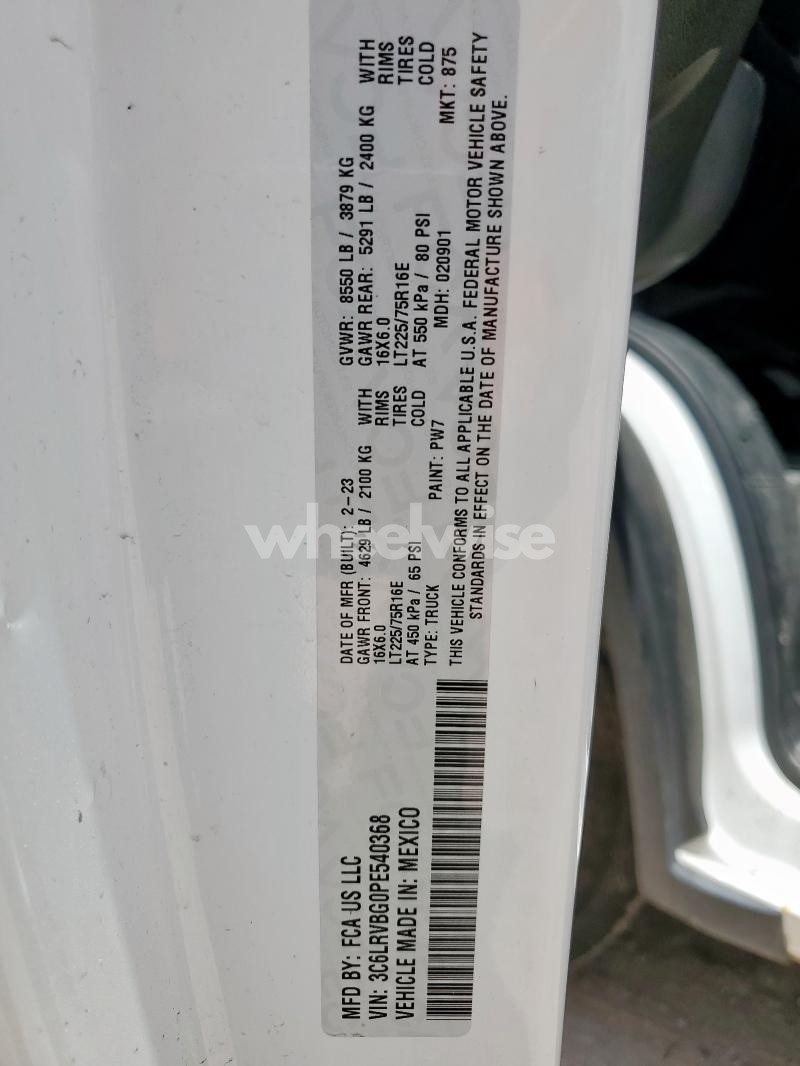 MFD BY: FCA US LLC
VIN: 3C6LRVBG0PE540368
VEHICLE MADE IN: MEXICO
DATE OF MFR (BUILT): 2-23 GVWR: 8550 LB / 3879 KG
GAWR FRONT: 4629 LB / 2100 KG WITH GAWR REAR: 5291 LB / 2400 KG WITH
16X6.0 RIMS 16X6.0 RIMS
LT225/75R16E TIRES LT225/75R16E TIRES
AT 450 kPa / 65 PSI COLD AT 550 kPa / 80 PSI COLD
TYPE: TRUCK PAINT: PW7 MDH: 020901 MKT: 875
THIS VEHICLE CONFORMS TO ALL APPLICABLE U.S.A. FEDERAL MOTOR VEHICLE SAFETY
STANDARDS IN EFFECT ON THE DATE OF MANUFACTURE SHOWN ABOVE.
wheelwise